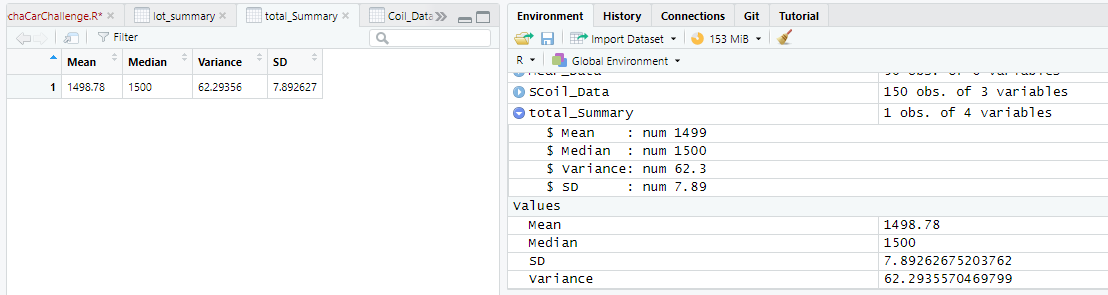 chaCarChallenge.R* × lot_summary × total_Summary × Coil_Data
Filter
Mean Median Variance SD
1 1498.78 1500 62.29356 7.892627
Environment History Connections Git Tutorial
Import Dataset 153 MiB
R Global Environment
SCoil_Data 150 obs. of 3 variables
total_Summary 1 obs. of 4 variables
$ Mean : num 1499
$ Median : num 1500
$ Variance: num 62.3
$ SD : num 7.89
Values
Mean 1498.78
Median 1500
SD 7.89262675203762
Variance 62.2935570469799